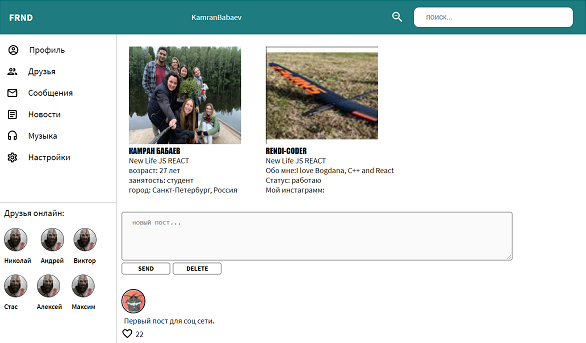 FRND
KamranBabaev
поиск...
Профиль
Друзья
Сообщения
Новости
Музыка
Настройки
Друзья онлайн:
Николай Андрей Виктор
Стас Алексей Максим
КАМРАН БАБАЕВ
New Life JS REACT
возраст: 27 лет
занятость: студент
город: Санкт-Петербург, Россия
RENDI-CODER
New Life JS REACT
Обо мне:I love Bogdana, C++ and React
Статус: работаю
Мой инстаграмм:
новый пост...
SEND DELETE
Первый пост для соц сети.
22